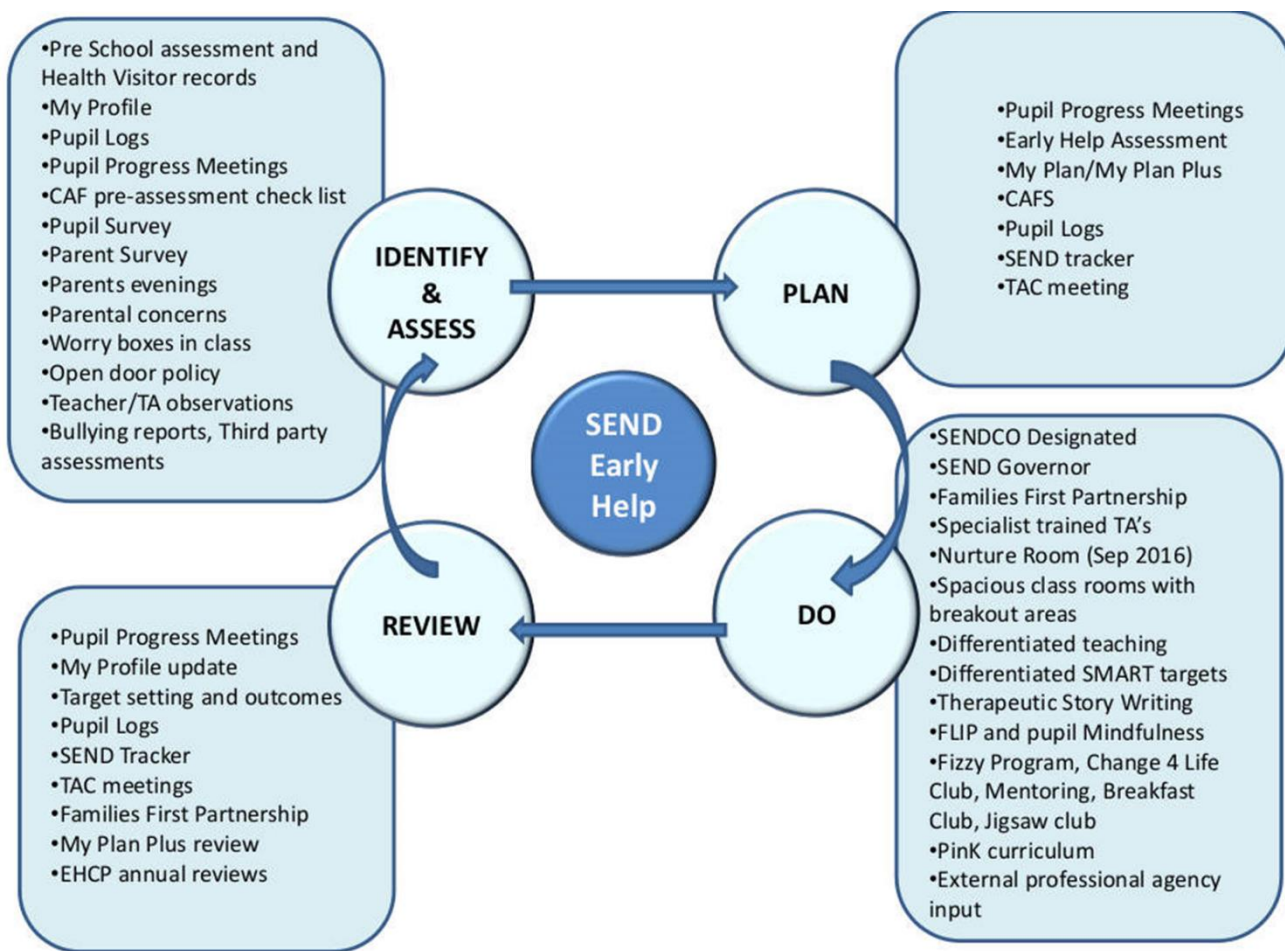 •Pre School assessment and
Health Visitor records
•My Profile
•Pupil Logs
•Pupil Progress Meetings
•CAF pre-assessment check list
•Pupil Survey
•Parent Survey
•Parents evenings
•Parental concerns
•Worry boxes in class
•Open door policy
•Teacher/TA observations
•Bullying reports, Third party
assessments
IDENTIFY
&
ASSESS
PLAN
•Pupil Progress Meetings
•Early Help Assessment
•My Plan/My Plan Plus
•CAFS
•Pupil Logs
•SEND tracker
•TAC meeting
SEND
Early
Help
•SENDCO Designated
•SEND Governor
•Families First Partnership
•Specialist trained TA’s
•Nurture Room (Sep 2016)
•Spacious class rooms with
breakout areas
•Differentiated teaching
•Differentiated SMART targets
•Therapeutic Story Writing
•FLIP and pupil Mindfulness
•Fizzy Program, Change 4 Life
Club, Mentoring, Breakfast
Club, Jigsaw club
•PinK curriculum
•External professional agency
input
DO
REVIEW
•Pupil Progress Meetings
•My Profile update
•Target setting and outcomes
•Pupil Logs
•SEND Tracker
•TAC meetings
•Families First Partnership
•My Plan Plus review
•EHCP annual reviews